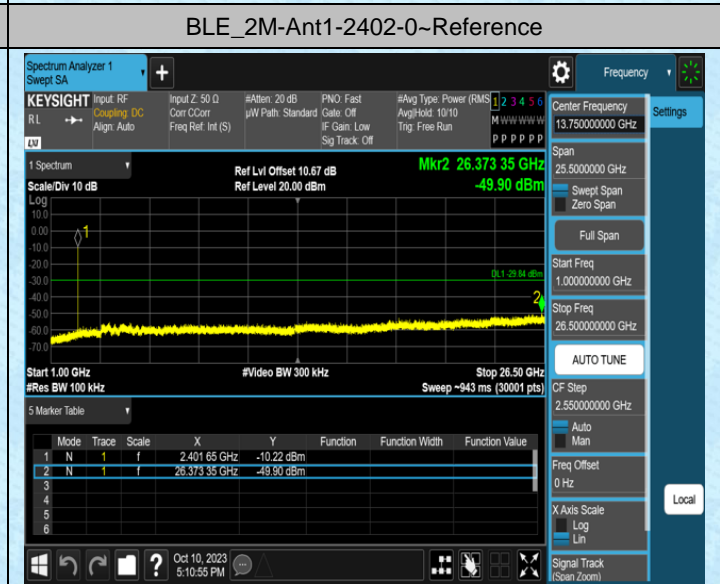 BLE_2M-Ant1-2402-0~Reference
Spectrum Analyzer 1
Swept SA
Frequency
KEYSIGHT
Input: RF
Coupling: DC
Align: Auto
RL
LXI
Input Z: 50 Ω
Corr CCorr
Freq Ref: Int (S)
#Atten: 20 dB
µW Path: Standard
PNO: Fast
Gate: Off
IF Gain: Low
Sig Track: Off
#Avg Type: Power (RMS
Avg|Hold: 10/10
Trig: Free Run
1 2 3 4 5 6
M W W W W W
P P P P P P
Center Frequency
13.750000000 GHz
Settings
Span
25.5000000 GHz
Swept Span
Zero Span
Full Span
Start Freq
1.000000000 GHz
Stop Freq
26.500000000 GHz
AUTO TUNE
CF Step
2.550000000 GHz
Auto
Man
Freq Offset
0 Hz
X Axis Scale
Log
Lin
Signal Track
(Span Zoom)
Local
1 Spectrum
Ref Lvl Offset 10.67 dB
Mkr2 26.373 35 GHz
Scale/Div 10 dB
Ref Level 20.00 dBm
-49.90 dBm
Log
10.0
0.00
-10.0
-20.0
-30.0
-40.0
-50.0
-60.0
-70.0
1
DL1 -29.84 dBm
2
Start 1.00 GHz
#Video BW 300 kHz
Stop 26.50 GHz
#Res BW 100 kHz
Sweep ~943 ms (30001 pts)
5 Marker Table
Mode Trace Scale X Y Function Function Width Function Value
1 N 1 f 2.401 65 GHz -10.22 dBm
2 N 1 f 26.373 35 GHz -49.90 dBm
3
4
5
6
?
Oct 10, 2023
5:10:55 PM